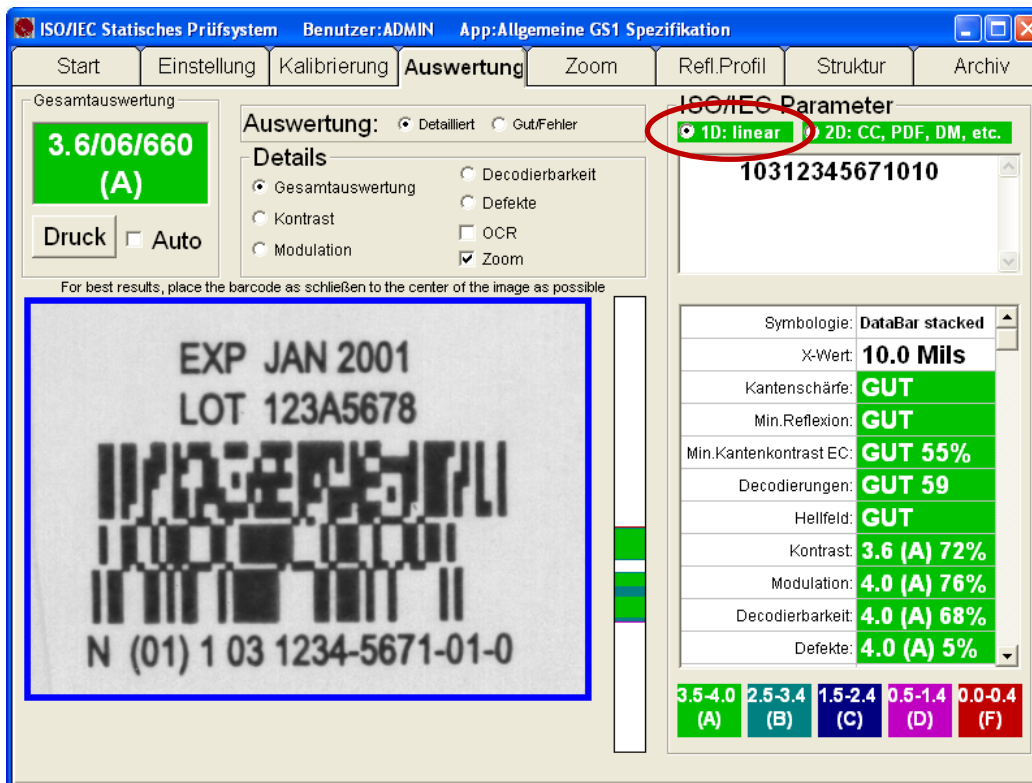 ISO/IEC Statisches Prüfsystem Benutzer:ADMIN App:Allgemeine GS1 Spezifikation
Start Einstellung Kalibrierung Auswertung Zoom Refl.Profil Struktur Archiv
Gesamtauswertung
3.6/06/660
(A)
Druck
Auto
Auswertung: Detailliert Gut/Fehler
Details
Gesamtauswertung
Kontrast
Modulation
Decodierbarkeit
Defekte
OCR
Zoom
ISO/IEC Parameter
1D: linear 2D: CC, PDF, DM, etc.
10312345671010
For best results, place the barcode as schließen to the center of the image as possible
EXP JAN 2001
LOT 123A5678
N (01) 1 03 1234-5671-01-0
Symbologie: DataBar stacked
X-Wert: 10.0 Mils
Kantenschärfe: GUT
Min.Reflexion: GUT
Min.Kantenkontrast EC: GUT 55%
Decodierungen: GUT 59
Hellfeld: GUT
Kontrast: 3.6 (A) 72%
Modulation: 4.0 (A) 76%
Decodierbarkeit: 4.0 (A) 68%
Defekte: 4.0 (A) 5%
3.5-4.0 2.5-3.4 1.5-2.4 0.5-1.4 0.0-0.4
(A) (B) (C) (D) (F)